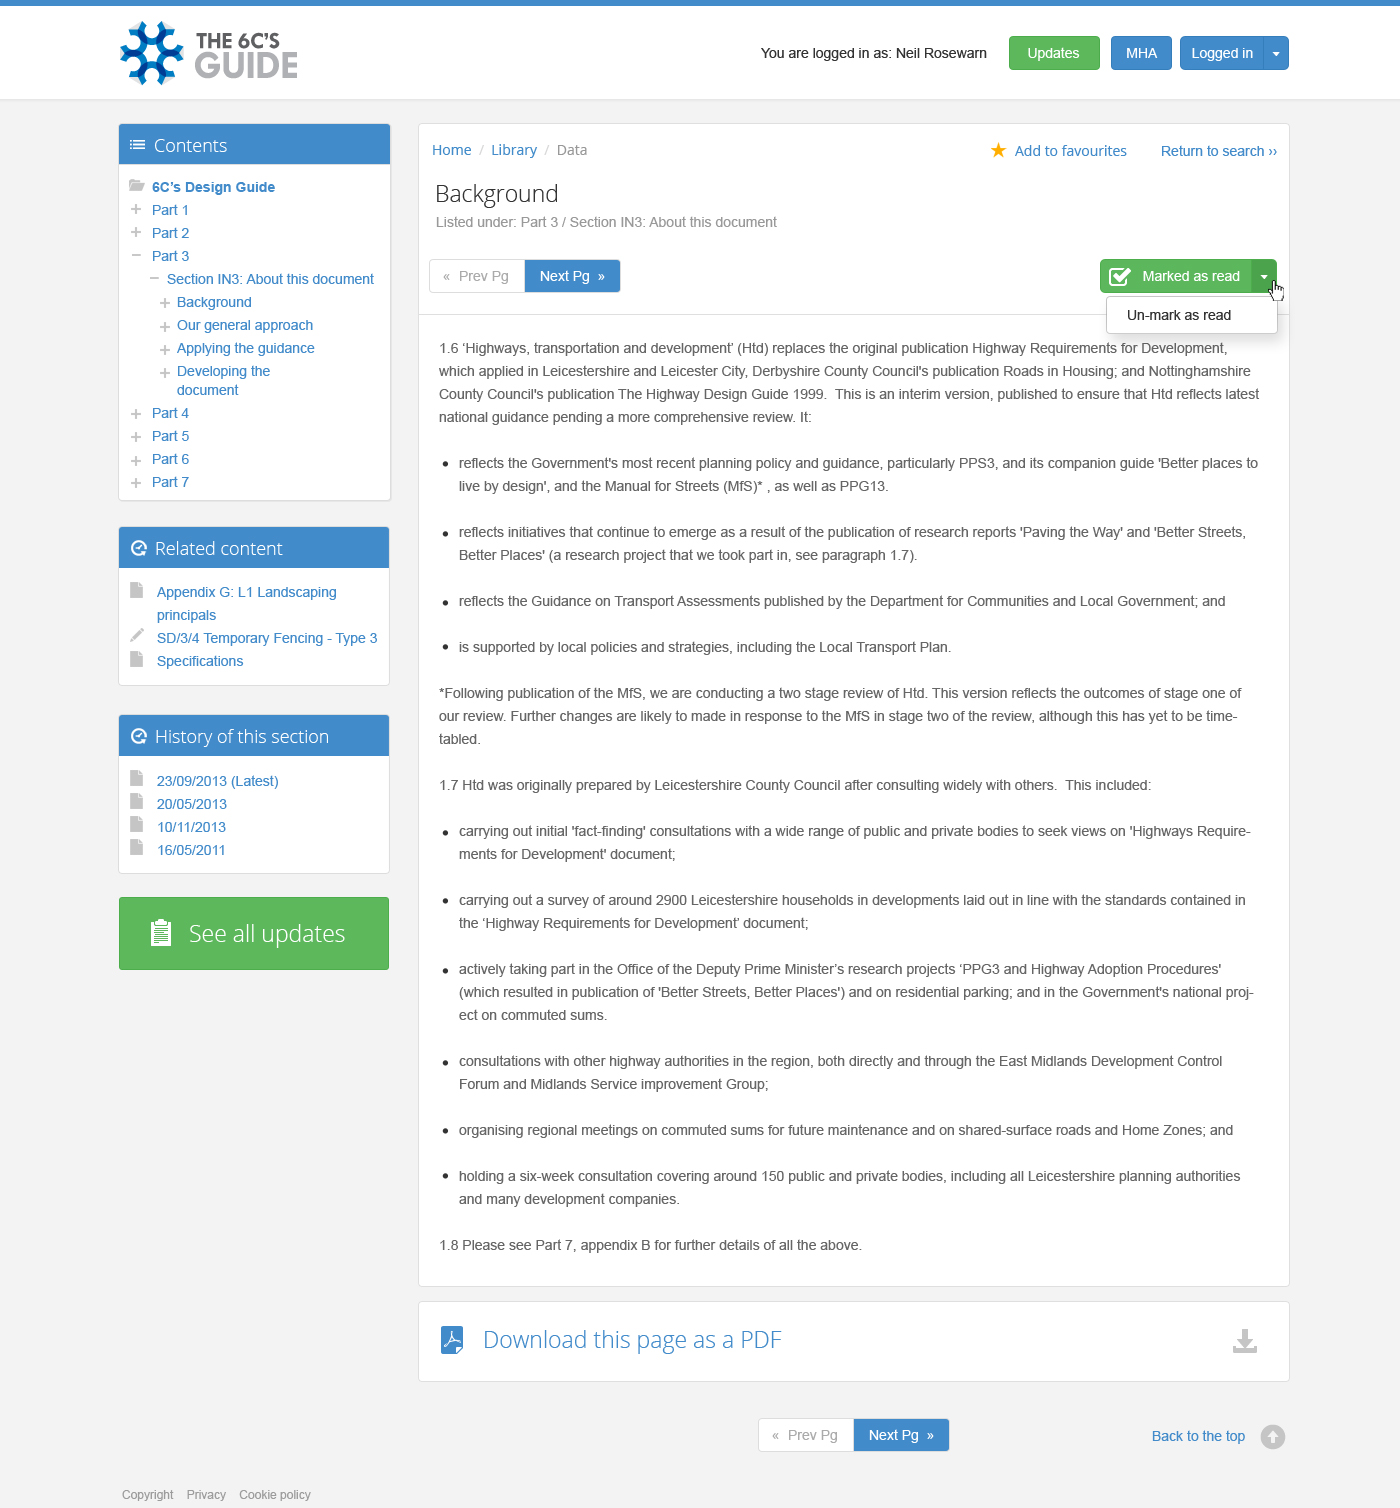 THE 6C'S
GUIDE
You are logged in as: Neil Rosewarn
Updates
MHA
Logged in
Contents
6C's Design Guide
Part 1
Part 2
Part 3
Section IN3: About this document
Background
Our general approach
Applying the guidance
Developing the
document
Part 4
Part 5
Part 6
Part 7
Related content
Appendix G: L1 Landscaping
principals
SD/3/4 Temporary Fencing - Type 3
Specifications
History of this section
23/09/2013 (Latest)
20/05/2013
10/11/2013
16/05/2011
See all updates
Home / Library / Data
Add to favourites
Return to search ››
Background
Listed under: Part 3 / Section IN3: About this document
« Prev Pg
Next Pg »
Marked as read
Un-mark as read
1.6 ‘Highways, transportation and development’ (Htd) replaces the original publication Highway Requirements for Development,
which applied in Leicestershire and Leicester City, Derbyshire County Council's publication Roads in Housing; and Nottinghamshire
County Council's publication The Highway Design Guide 1999.  This is an interim version, published to ensure that Htd reflects latest
national guidance pending a more comprehensive review. It:
• reflects the Government's most recent planning policy and guidance, particularly PPS3, and its companion guide 'Better places to
live by design', and the Manual for Streets (MfS)* , as well as PPG13.
• reflects initiatives that continue to emerge as a result of the publication of research reports 'Paving the Way' and 'Better Streets,
Better Places' (a research project that we took part in, see paragraph 1.7).
• reflects the Guidance on Transport Assessments published by the Department for Communities and Local Government; and
• is supported by local policies and strategies, including the Local Transport Plan.
*Following publication of the MfS, we are conducting a two stage review of Htd. This version reflects the outcomes of stage one of
our review. Further changes are likely to made in response to the MfS in stage two of the review, although this has yet to be time-
tabled.
1.7 Htd was originally prepared by Leicestershire County Council after consulting widely with others.  This included:
• carrying out initial 'fact-finding' consultations with a wide range of public and private bodies to seek views on 'Highways Require-
ments for Development' document;
• carrying out a survey of around 2900 Leicestershire households in developments laid out in line with the standards contained in
the ‘Highway Requirements for Development’ document;
• actively taking part in the Office of the Deputy Prime Minister’s research projects ‘PPG3 and Highway Adoption Procedures'
(which resulted in publication of 'Better Streets, Better Places') and on residential parking; and in the Government's national proj-
ect on commuted sums.
• consultations with other highway authorities in the region, both directly and through the East Midlands Development Control
Forum and Midlands Service improvement Group;
• organising regional meetings on commuted sums for future maintenance and on shared-surface roads and Home Zones; and
• holding a six-week consultation covering around 150 public and private bodies, including all Leicestershire planning authorities
and many development companies.
1.8 Please see Part 7, appendix B for further details of all the above.
Download this page as a PDF
« Prev Pg
Next Pg »
Back to the top
Copyright
Privacy
Cookie policy